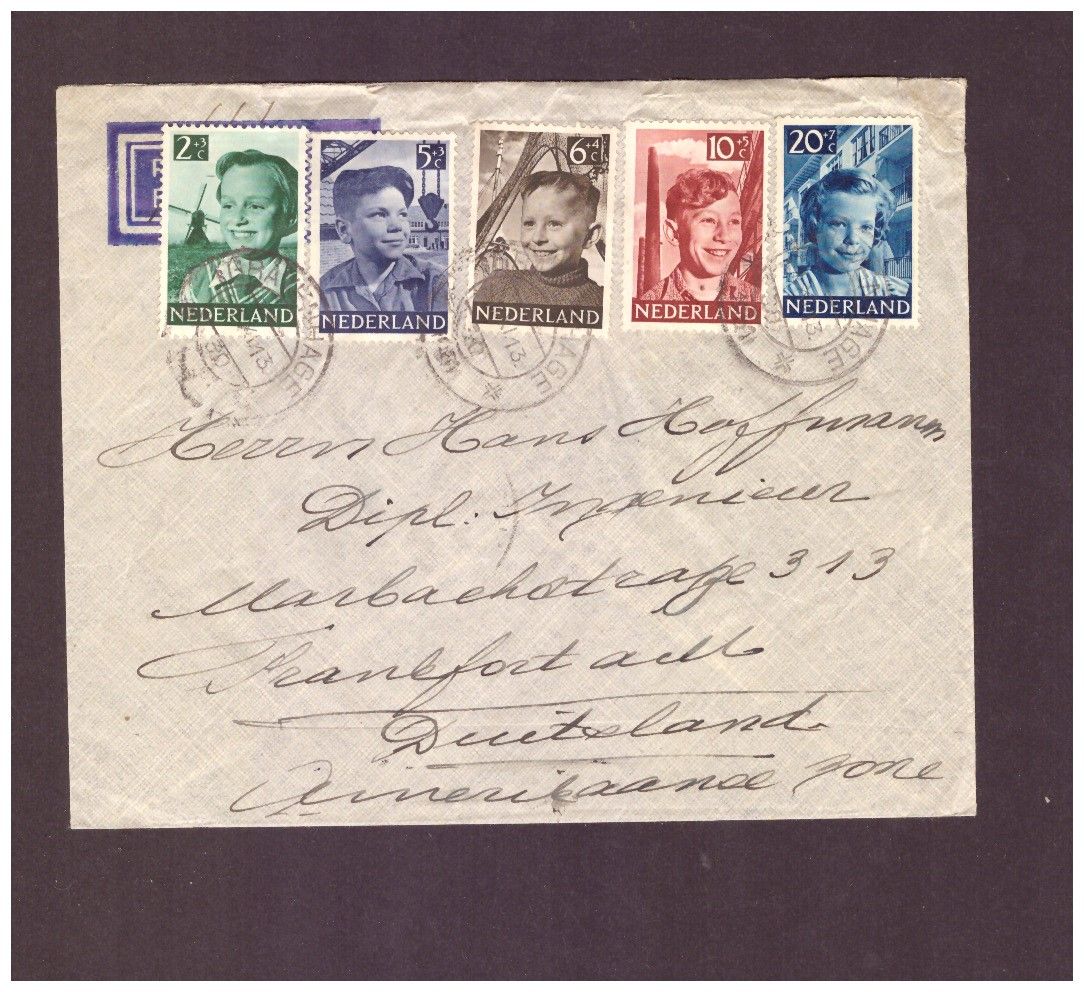 2+3 c
NEDERLAND
5+3 c
NEDERLAND
6+4 c
NEDERLAND
10+5 c
NEDERLAND
20+7 c
NEDERLAND
'S GRAVENHAGE
Herrn Hans Hoffmann
Dipl. Ingenieur
Marbachstraße 313
Frankfort a M
Duitsland
Amerikaanse zone